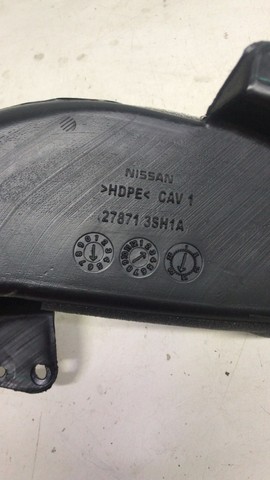 NISSAN
>HDPE< CAV 1
27871 3SH1A